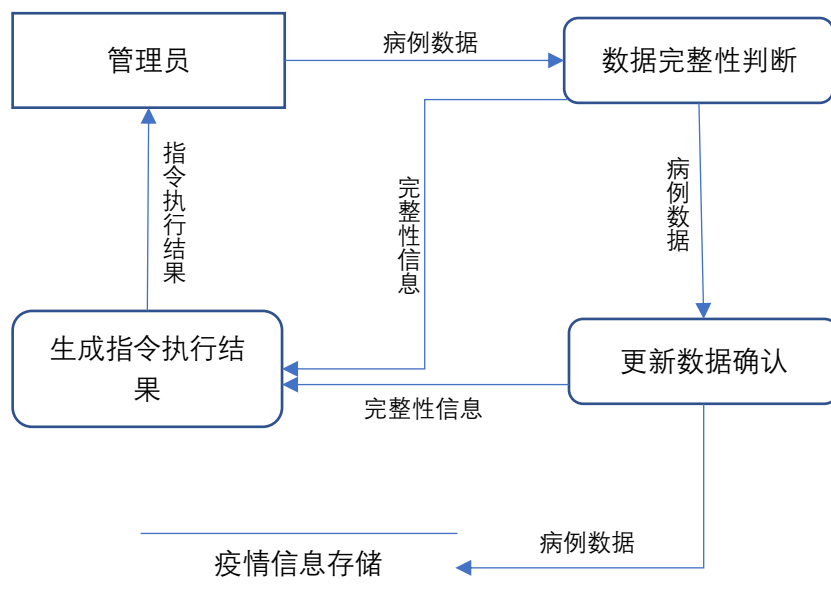 管理员
病例数据
数据完整性判断
指令执行结果
完整性信息
病例数据
生成指令执行结
果
更新数据确认
完整性信息
疫情信息存储
病例数据